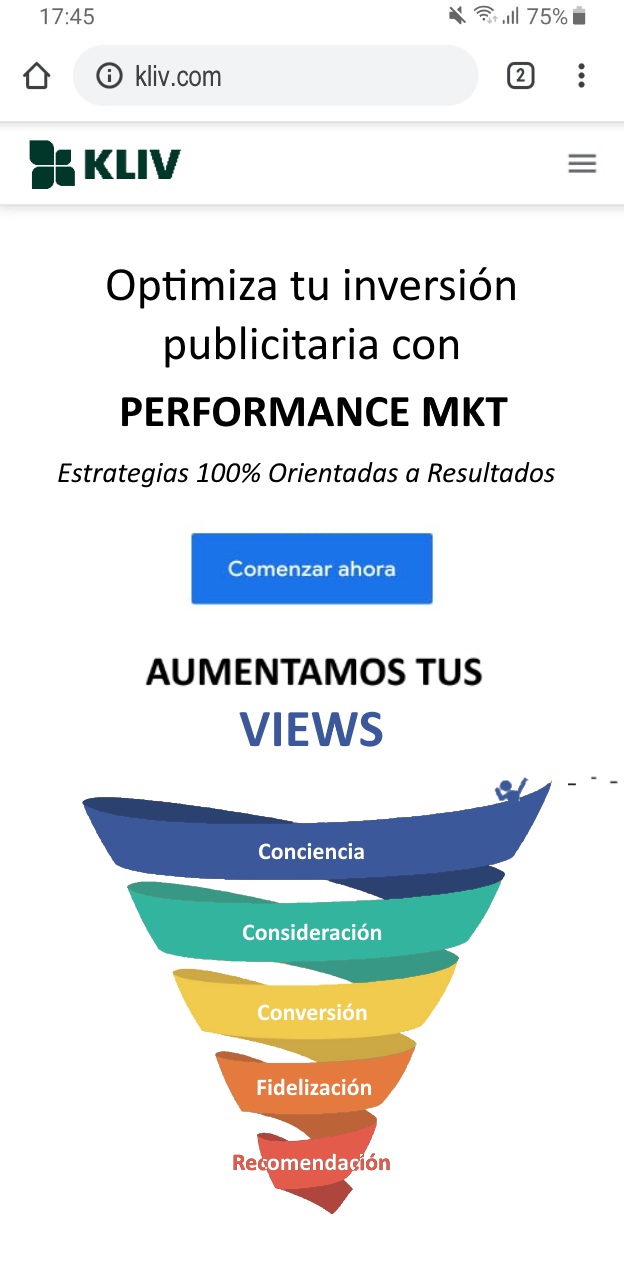 17:45
75%
kliv.com
2
KLIV
Optimiza tu inversión
publicitaria con
PERFORMANCE MKT
Estrategias 100% Orientadas a Resultados
Comenzar ahora
AUMENTAMOS TUS
VIEWS
Conciencia
Consideración
Conversión
Fidelización
Recomendación